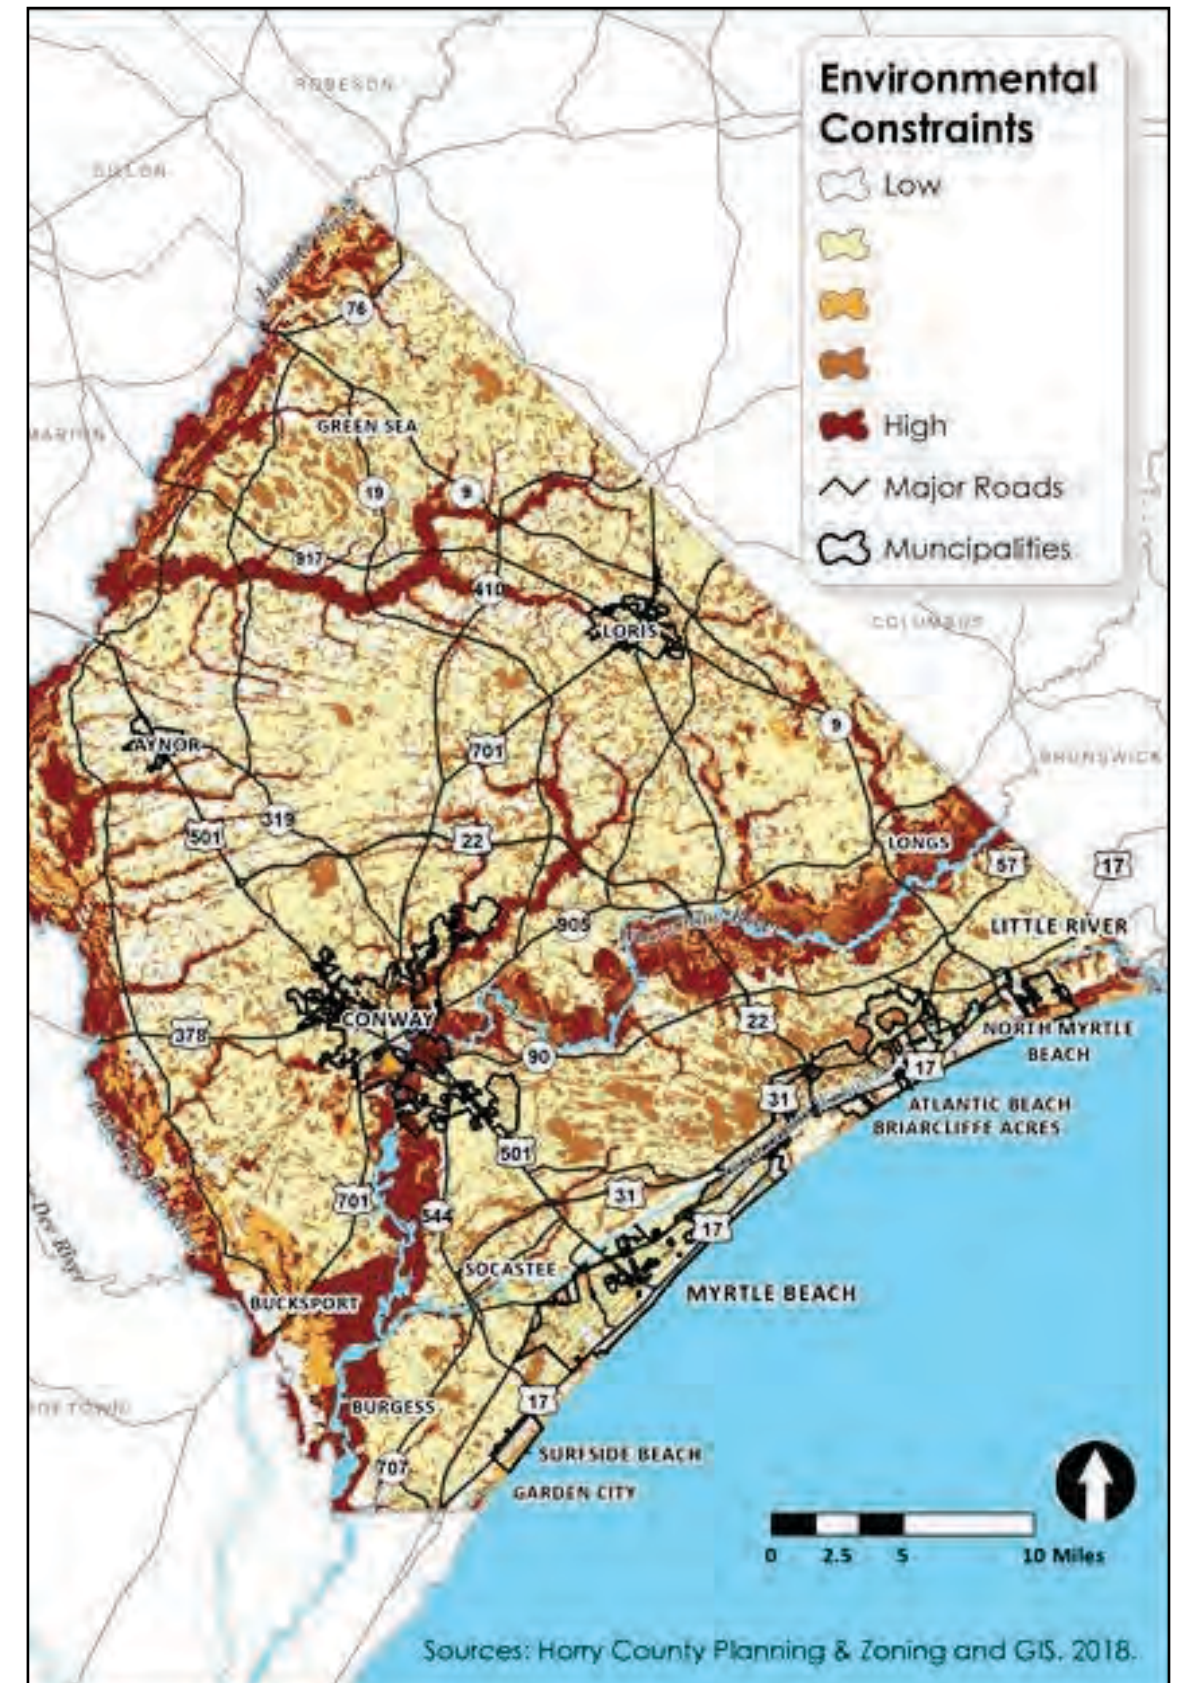 Environmental
Constraints
Low
High
Major Roads
Muncipalities
ROBESON
DILLON
MARION
76
GREEN SEA
19
9
917
410
LORIS
COLUMBUS
AYNOR
701
9
BRUNSWICK
319
501
22
LONGS
57
17
905
LITTLE RIVER
CONWAY
378
22
90
NORTH MYRTLE
BEACH
17
31
ATLANTIC BEACH
BRIARCLIFFE ACRES
501
701
31
544
17
Dee River
SOCASTEE
MYRTLE BEACH
BUCKSPORT
17
BURGESS
SURFSIDE BEACH
707
GARDEN CITY
0 2.5 5 10 Miles
Sources: Horry County Planning & Zoning and GIS. 2018.